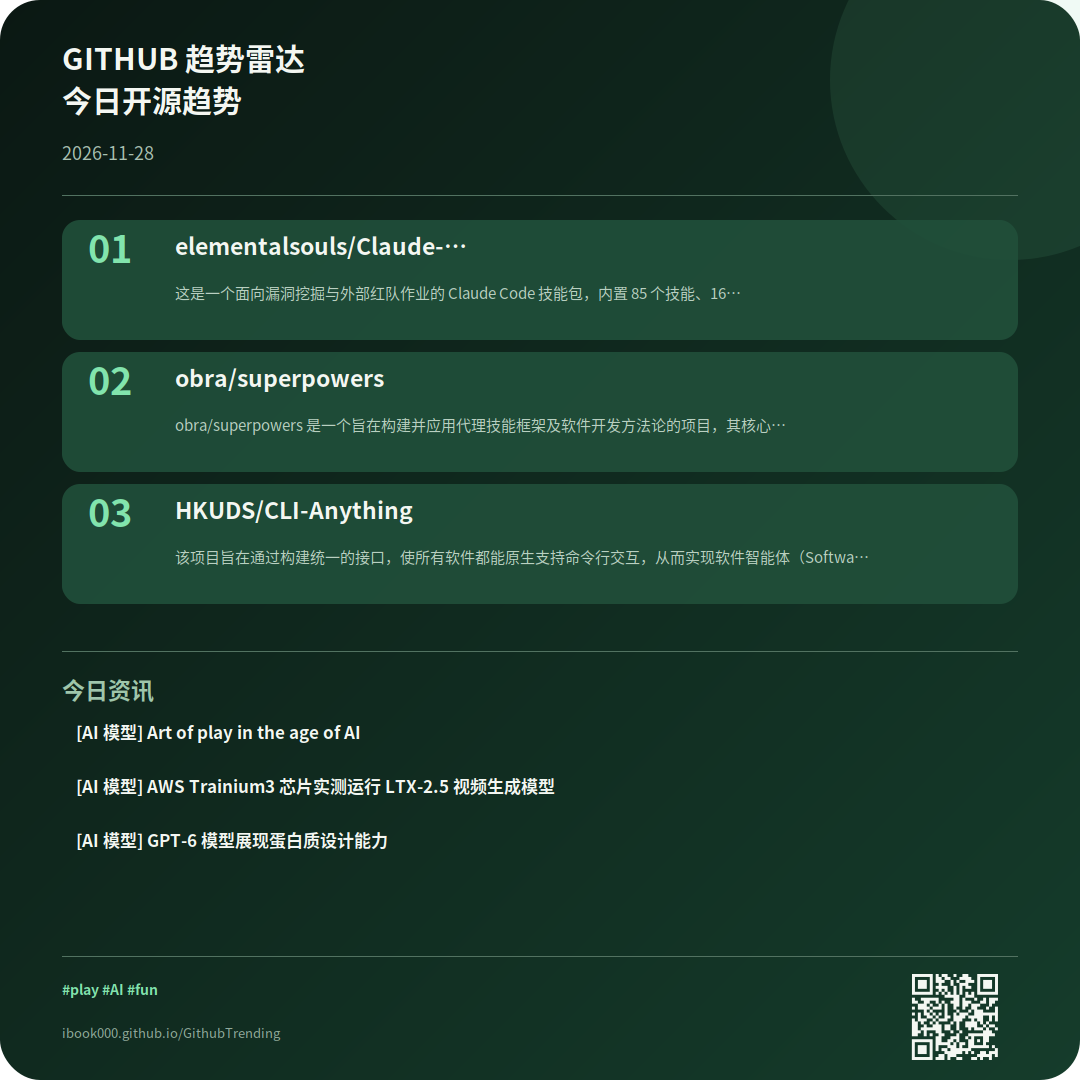 GITHUB 趋势雷达
今日开源趋势
2026-11-28
01
elementalsouls/Claude-···
这是一个面向漏洞挖掘与外部红队作业的 Claude Code 技能包，内置 85 个技能、16···
02
obra/superpowers
obra/superpowers 是一个旨在构建并应用代理技能框架及软件开发方法论的项目，其核心···
03
HKUDS/CLI-Anything
该项目旨在通过构建统一的接口，使所有软件都能原生支持命令行交互，从而实现软件智能体（Softwa···
今日资讯
[AI 模型] Art of play in the age of AI
[AI 模型] AWS Trainium3 芯片实测运行 LTX-2.5 视频生成模型
[AI 模型] GPT-6 模型展现蛋白质设计能力
#play #AI #fun
ibook000.github.io/GithubTrending